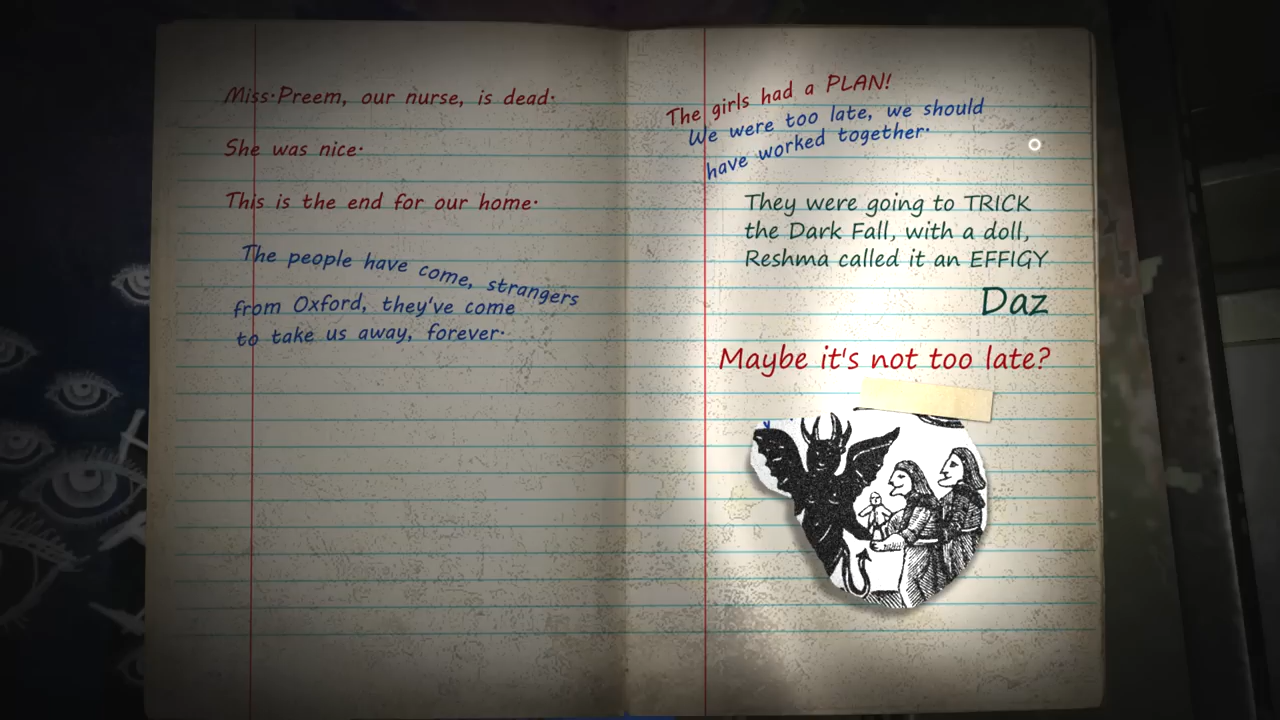 Miss.Preem, our nurse, is dead.
She was nice.
This is the end for our home.
The people have come, strangers
from Oxford, they've come
to take us away, forever.
The girls had a PLAN!
We were too late, we should
have worked together.
They were going to TRICK
the Dark Fall, with a doll,
Reshma called it an EFFIGY
Daz
Maybe it's not too late?